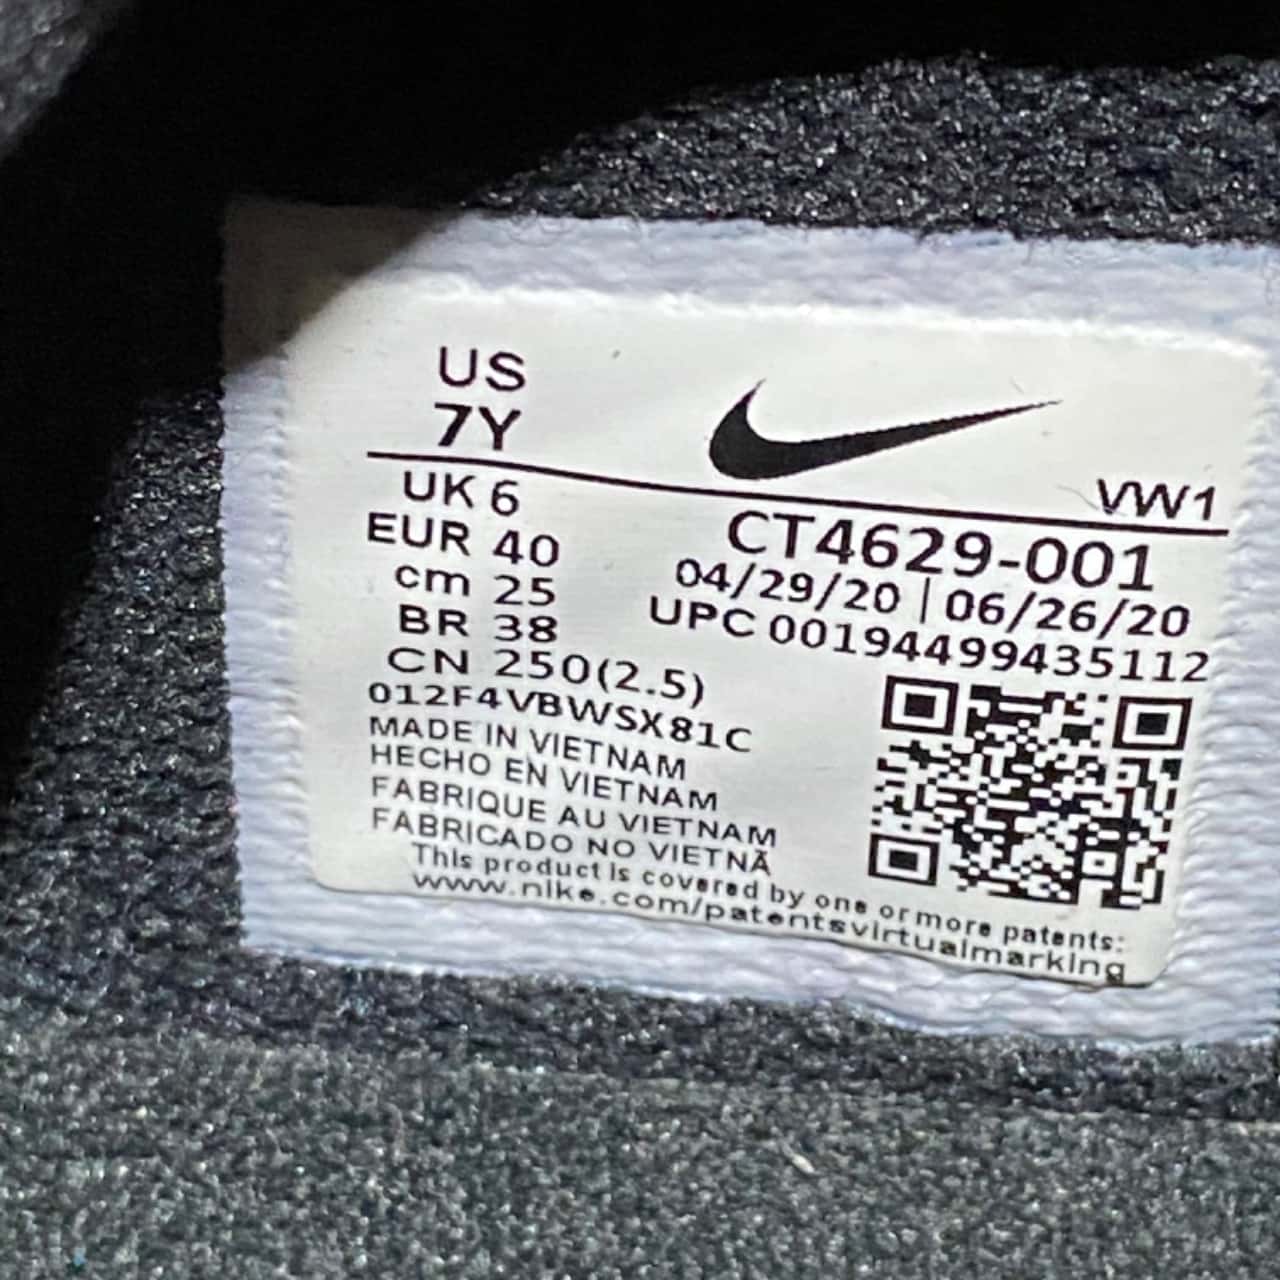 US
7Y
VW1
UK 6
EUR 40
cm 25
BR 38
CN 250(2.5)
CT4629-001
04/29/20 | 06/26/20
UPC 00194499435112
012F4VBWSX81C
MADE IN VIETNAM
HECHO EN VIETNAM
FABRIQUE AU VIETNAM
FABRICADO NO VIETNÃ
This product is covered by one or more patents:
www.nike.com/patentsvirtualmarking